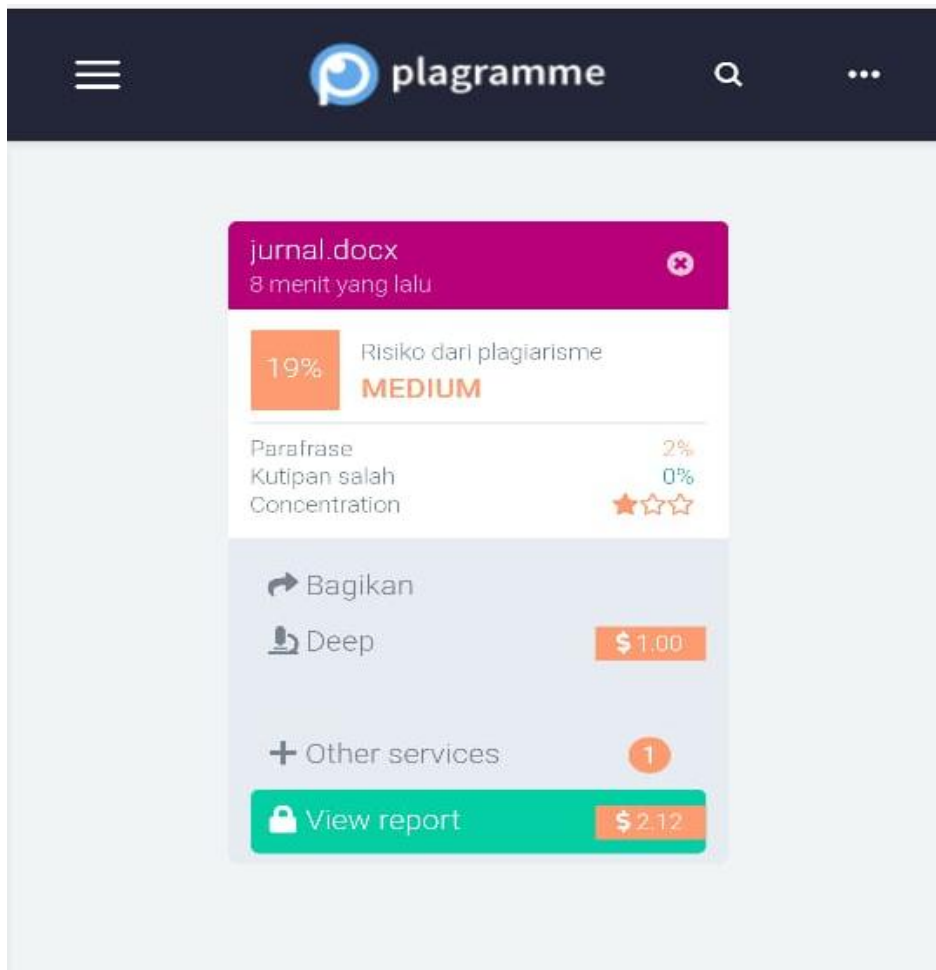 plagramme
jurnal.docx
8 menit yang lalu
19%
Risiko dari plagiarisme
MEDIUM
Parafrase 2%
Kutipan salah 0%
Concentration
Bagikan
Deep $ 1.00
Other services 1
View report $ 2.12